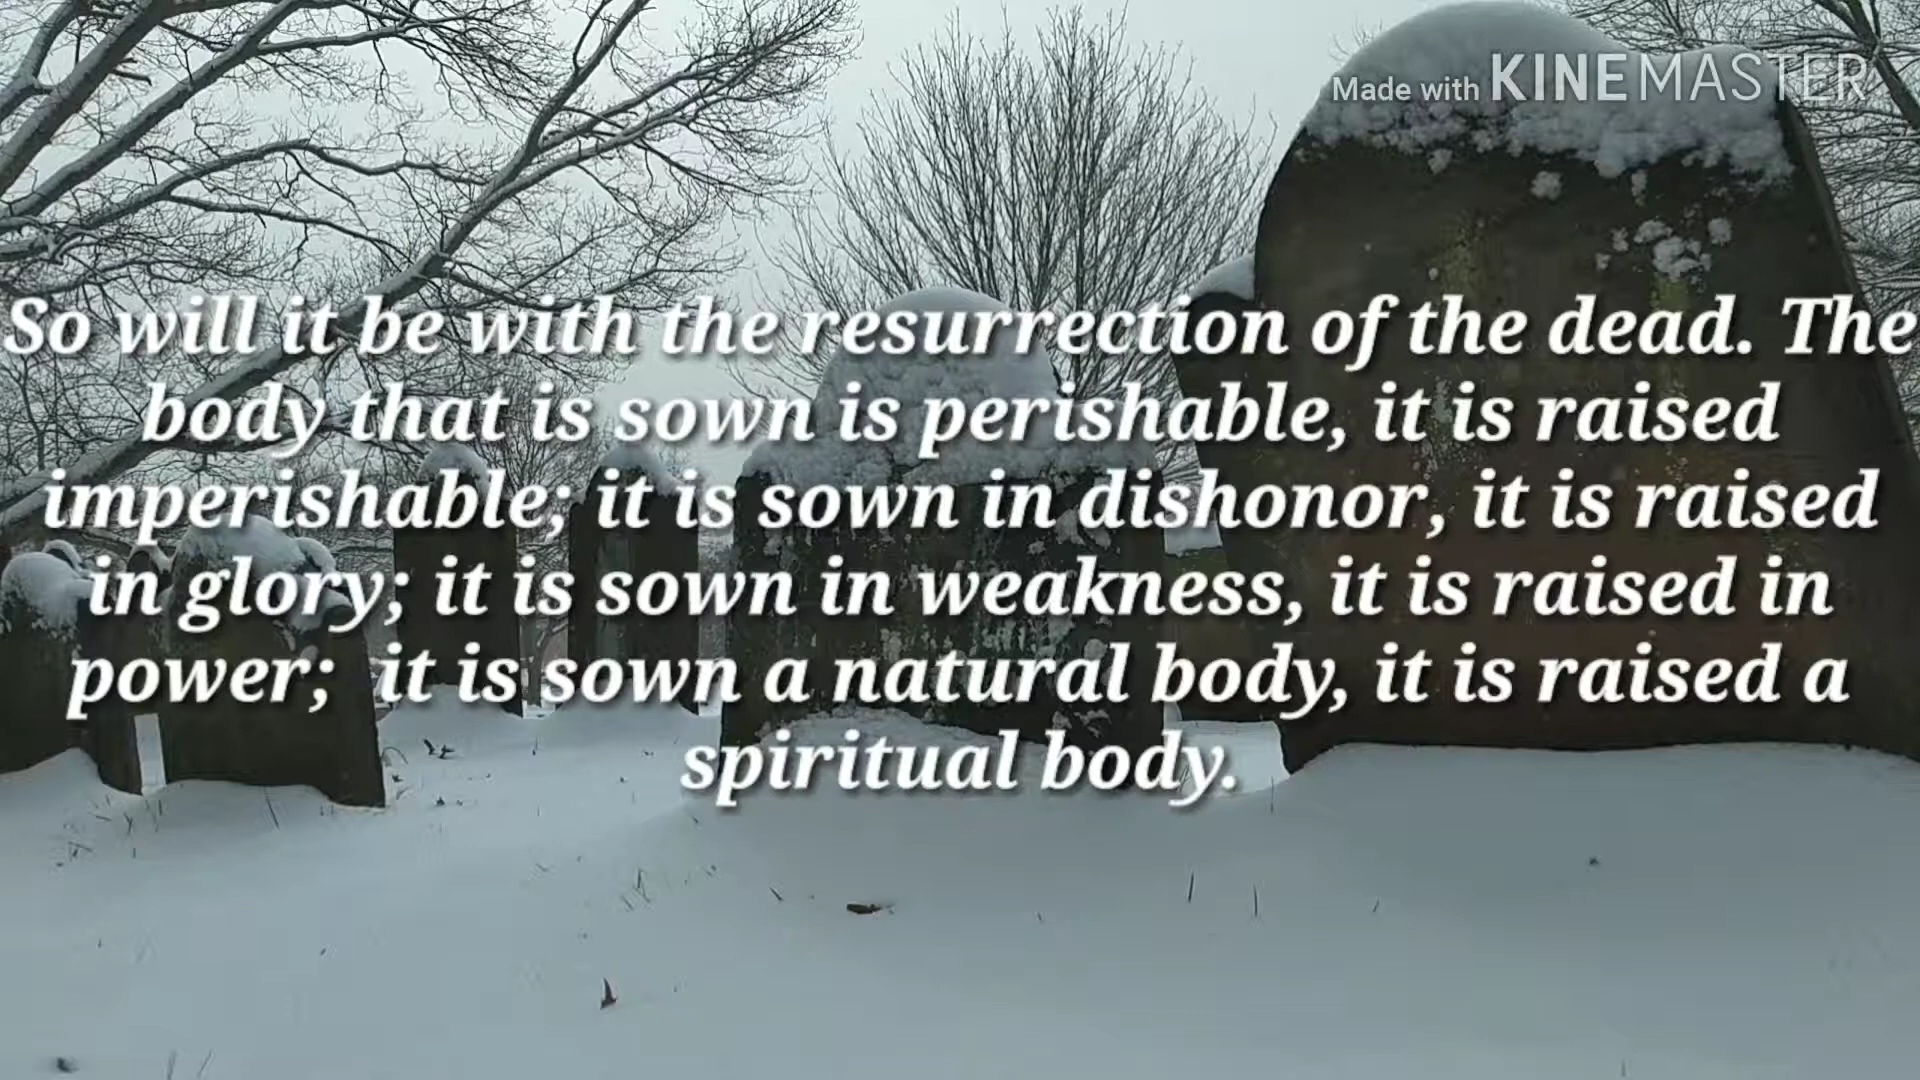 Made with KINEMASTER
So will it be with the resurrection of the dead. The
body that is sown is perishable, it is raised
imperishable; it is sown in dishonor, it is raised
in glory; it is sown in weakness, it is raised in
power;  it is sown a natural body, it is raised a
spiritual body.